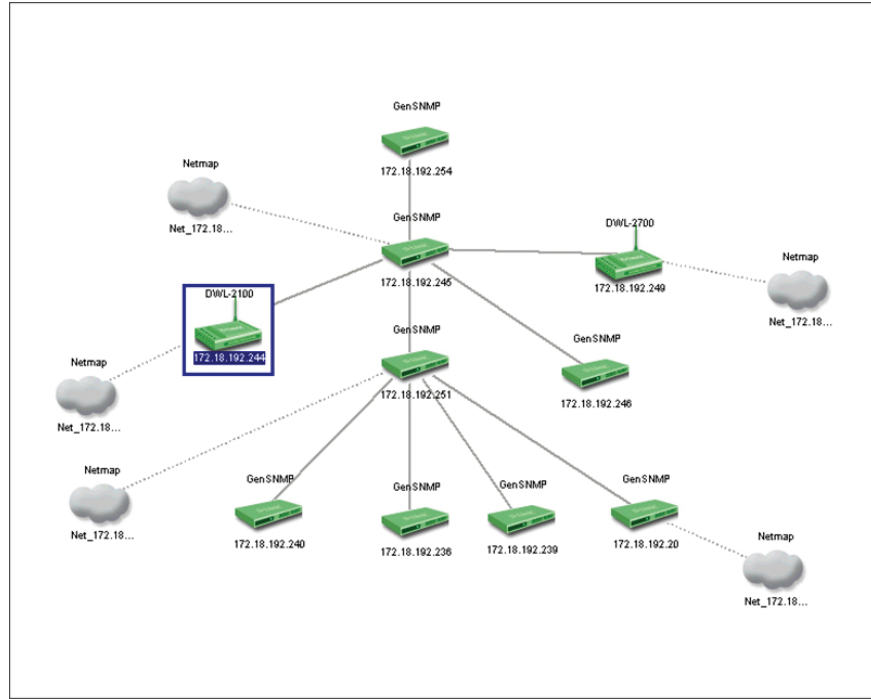 GenSNMP
172.18.192.254
Netmap
Net_172.18...
GenSNMP
172.18.192.245
DWL-2700
172.18.192.249
Netmap
Net_172.18...
DWL-2100
172.18.192.244
GenSNMP
172.18.192.251
GenSNMP
172.18.192.246
Netmap
Net_172.18...
Netmap
Net_172.18...
GenSNMP
172.18.192.240
GenSNMP
172.18.192.236
GenSNMP
172.18.192.239
GenSNMP
172.18.192.20
Netmap
Net_172.18...